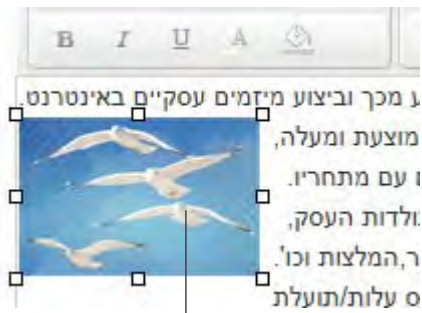 B I U A
מכך וביצוע מיזמים עסקיים באינטרנט.
מוצעת ומעלה,
עם מתחריו.
העסק,
ר,המלצות וכו'.
עלות/תועלת